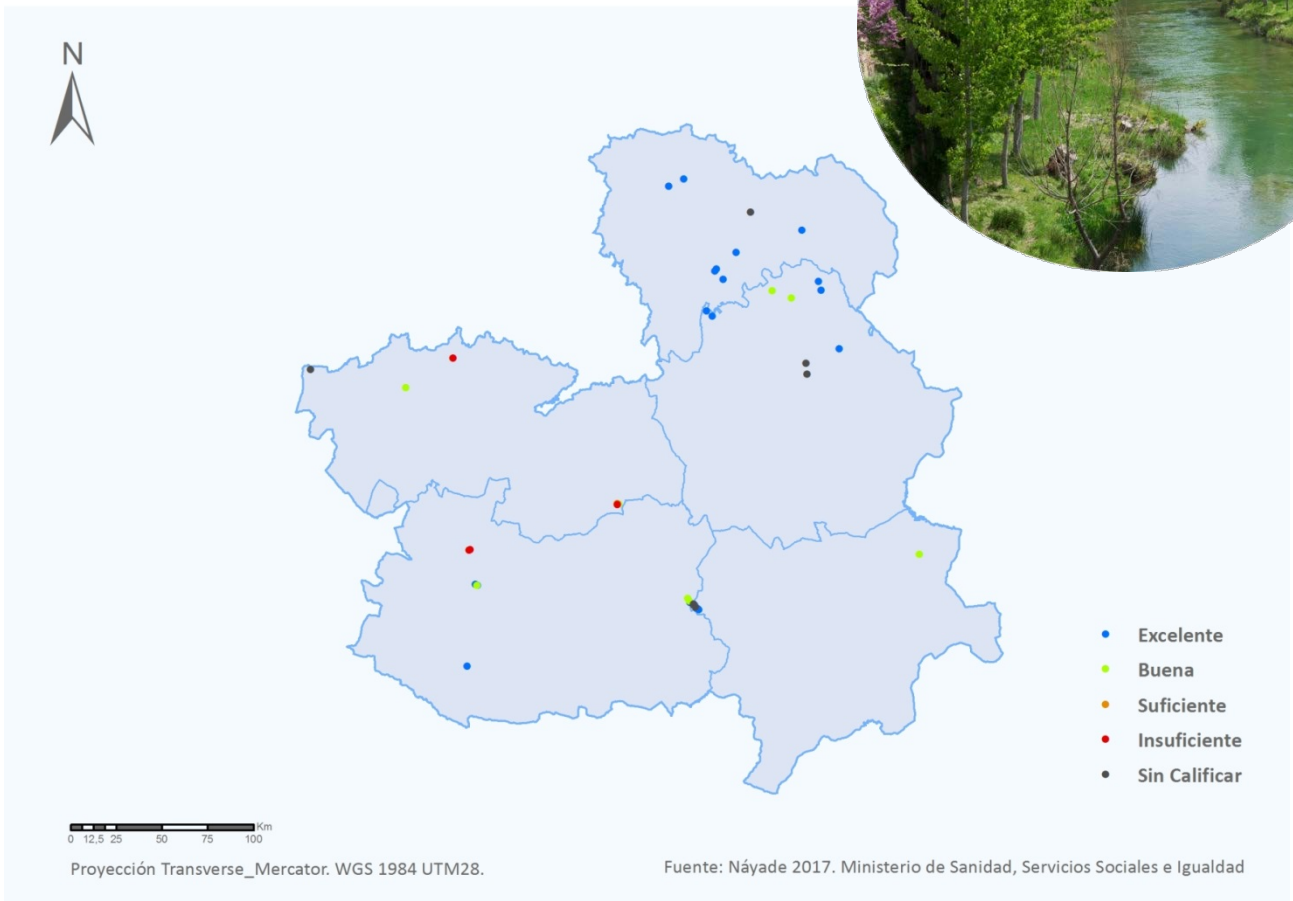 N
Excelente
Buena
Suficiente
Insuficiente
Sin Calificar
Km
0 12,5 25 50 75 100
Proyección Transverse_Mercator. WGS 1984 UTM28.
Fuente: Náyade 2017. Ministerio de Sanidad, Servicios Sociales e Igualdad